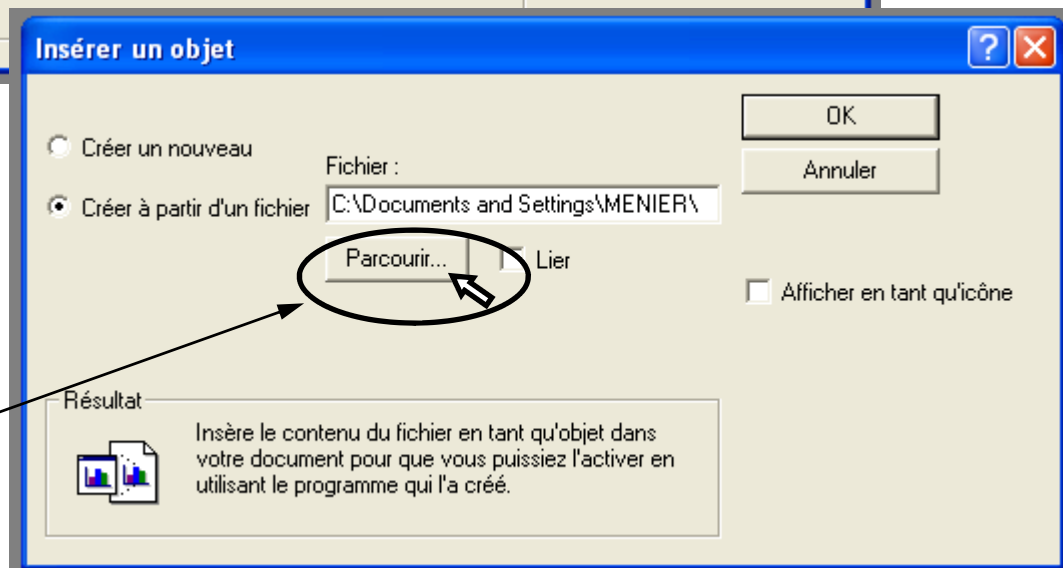 Insérer un objet
OK
Créer un nouveau
Fichier :
Annuler
Créer à partir d'un fichier
C:\Documents and Settings\MENIER\
Parcourir...
Lier
Afficher en tant qu'icône
Résultat
Insère le contenu du fichier en tant qu'objet dans
votre document pour que vous puissiez l'activer en
utilisant le programme qui l'a créé.